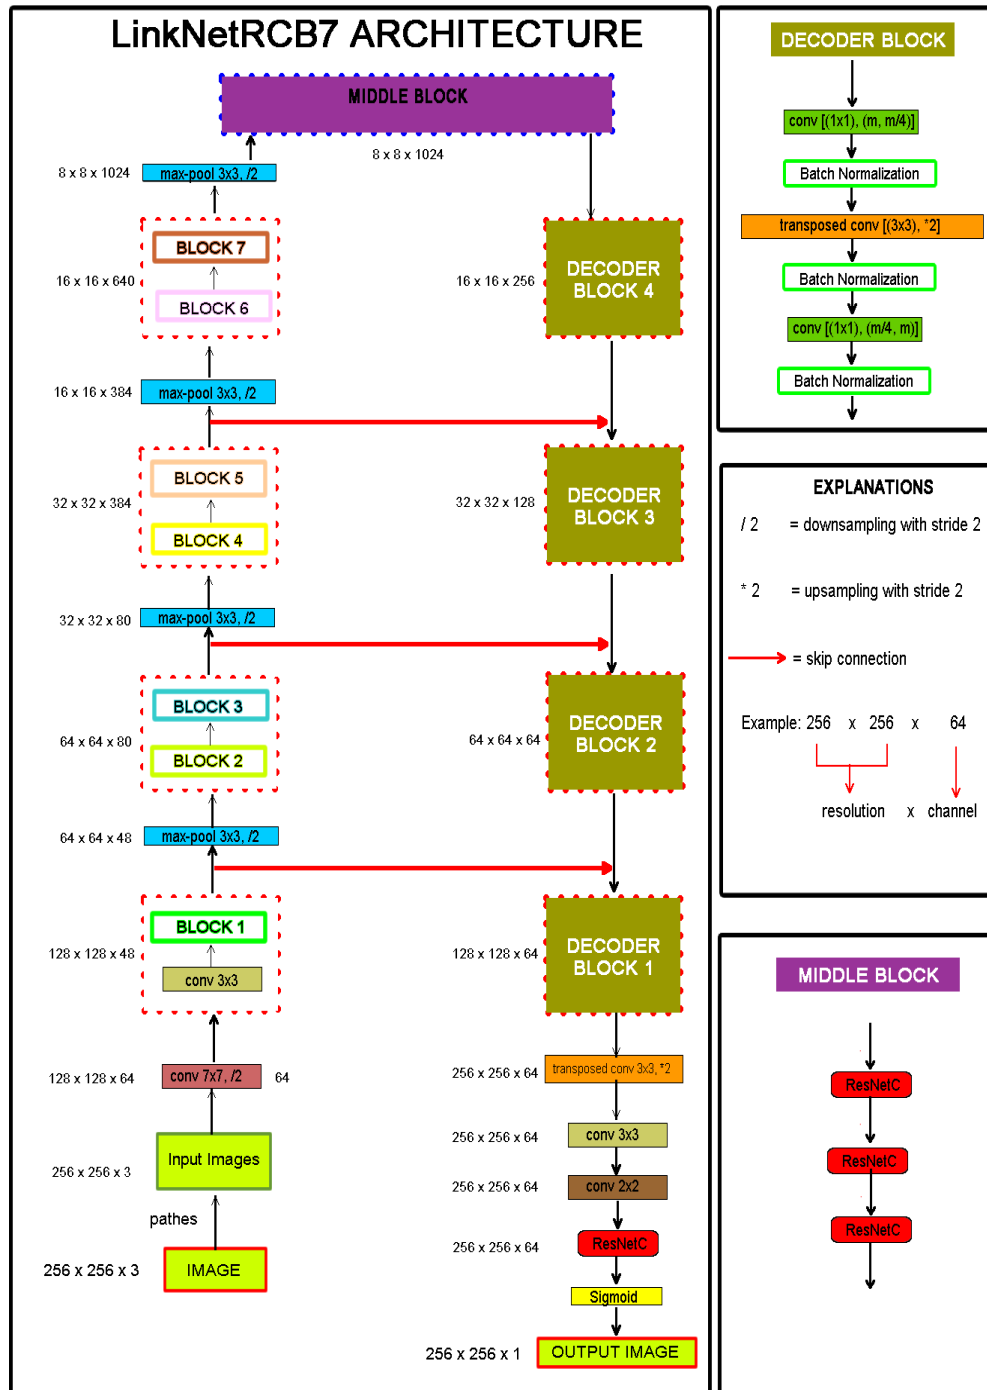 LinkNetRCB7 ARCHITECTURE
MIDDLE BLOCK
8 x 8 x 1024
8 x 8 x 1024
max-pool 3x3, /2
BLOCK 7
16 x 16 x 640
BLOCK 6
DECODER
BLOCK 4
16 x 16 x 256
16 x 16 x 384
max-pool 3x3, /2
BLOCK 5
32 x 32 x 384
BLOCK 4
32 x 32 x 128
DECODER
BLOCK 3
32 x 32 x 80
max-pool 3x3, /2
BLOCK 3
64 x 64 x 80
BLOCK 2
64 x 64 x 64
DECODER
BLOCK 2
64 x 64 x 48
max-pool 3x3, /2
BLOCK 1
128 x 128 x 48
conv 3x3
128 x 128 x 64
DECODER
BLOCK 1
128 x 128 x 64
conv 7x7, /2
64
256 x 256 x 64
transposed conv 3x3, *2
256 x 256 x 64
conv 3x3
256 x 256 x 64
conv 2x2
256 x 256 x 64
ResNetC
Sigmoid
256 x 256 x 1
OUTPUT IMAGE
256 x 256 x 3
Input Images
pathes
256 x 256 x 3
IMAGE
DECODER BLOCK
conv [(1x1), (m, m/4)]
Batch Normalization
transposed conv [(3x3), *2]
Batch Normalization
conv [(1x1), (m/4, m)]
Batch Normalization
EXPLANATIONS
/ 2 = downsampling with stride 2
* 2 = upsampling with stride 2
= skip connection
Example: 256 x 256 x 64
resolution x channel
MIDDLE BLOCK
ResNetC
ResNetC
ResNetC